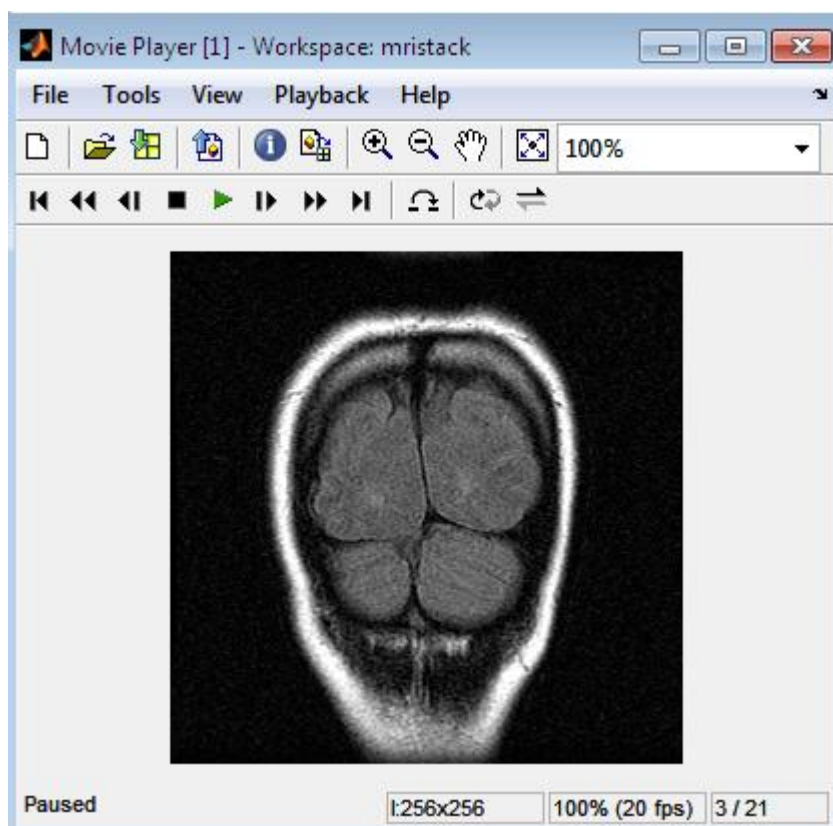 Movie Player [1] - Workspace: mristack
File Tools View Playback Help
100%
Paused I:256x256 100% (20 fps) 3 / 21